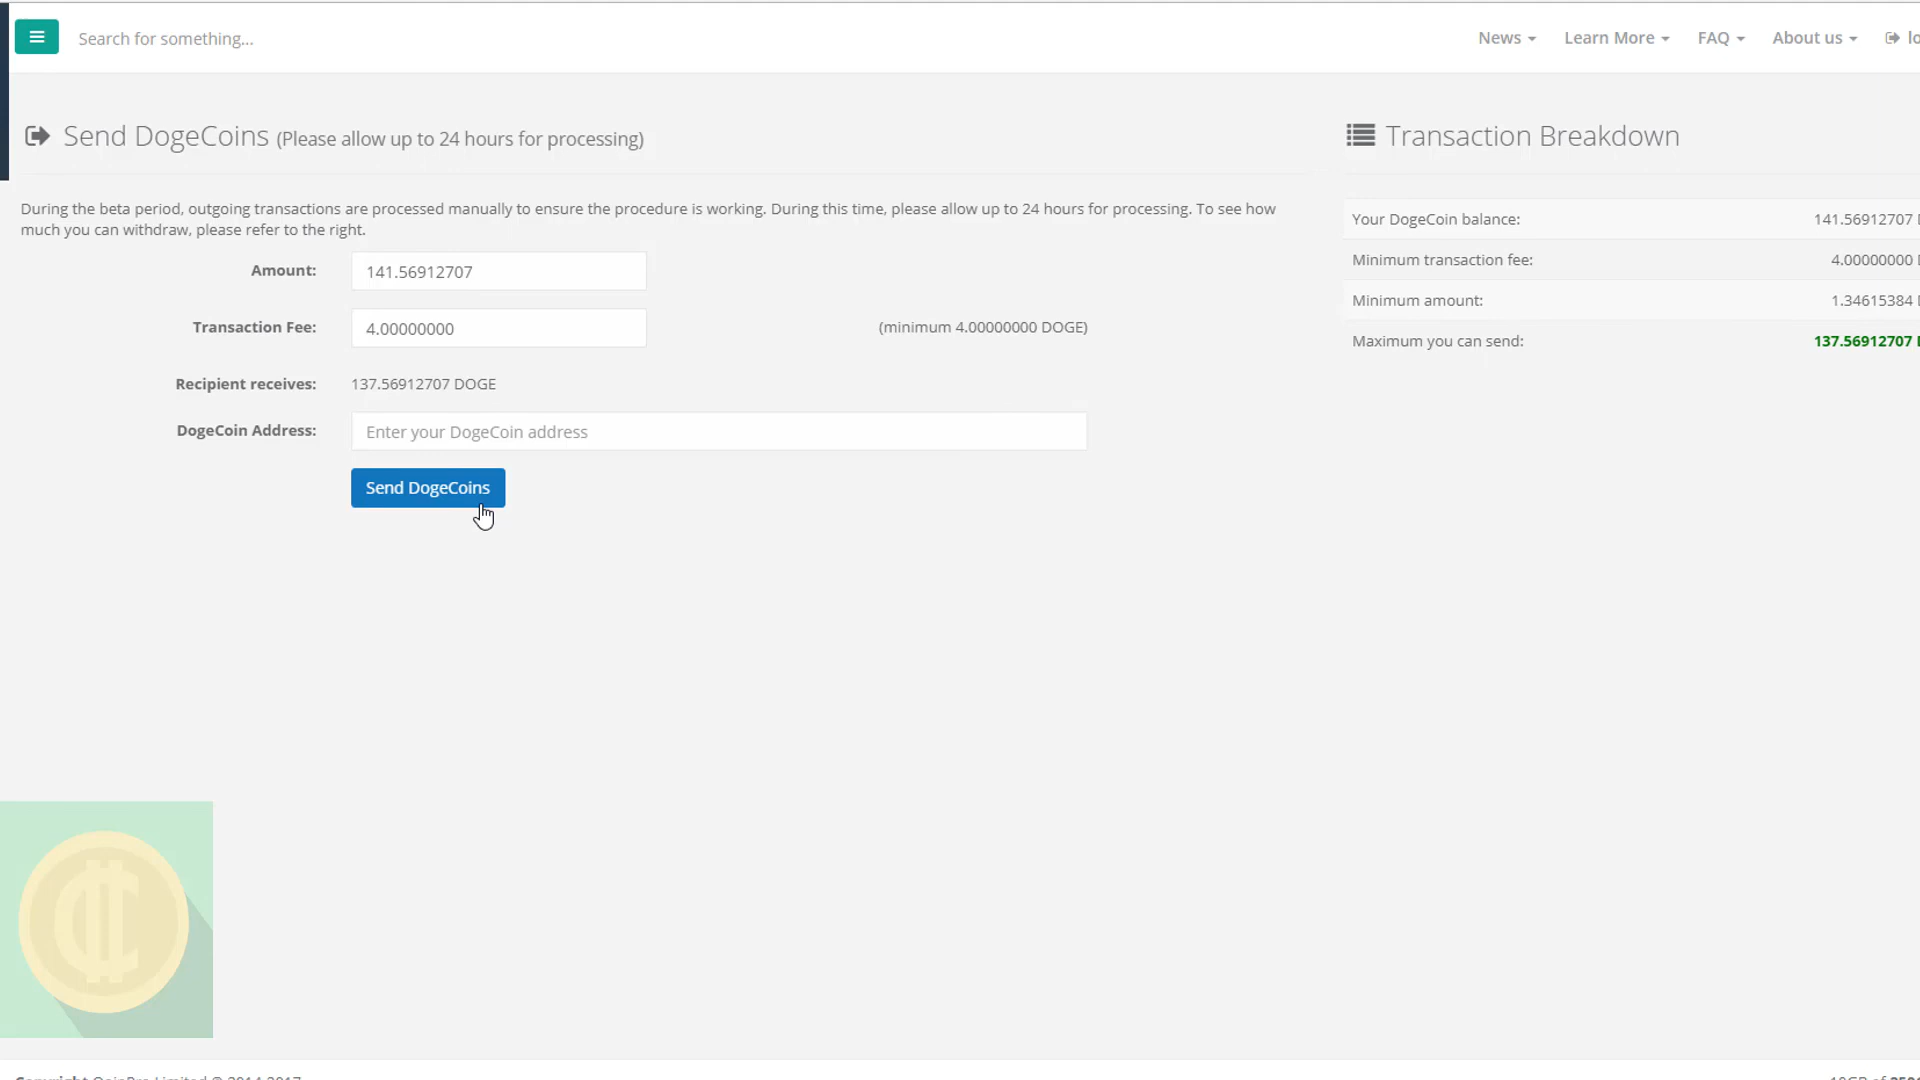 Search for something...
News
Learn More
FAQ
About us
Send DogeCoins (Please allow up to 24 hours for processing)
During the beta period, outgoing transactions are processed manually to ensure the procedure is working. During this time, please allow up to 24 hours for processing. To see how
much you can withdraw, please refer to the right.
Amount: 141.56912707
Transaction Fee: 4.00000000 (minimum 4.00000000 DOGE)
Recipient receives: 137.56912707 DOGE
DogeCoin Address: Enter your DogeCoin address
Send DogeCoins
Transaction Breakdown
Your DogeCoin balance: 141.56912707
Minimum transaction fee: 4.00000000
Minimum amount: 1.34615384
Maximum you can send: 137.56912707